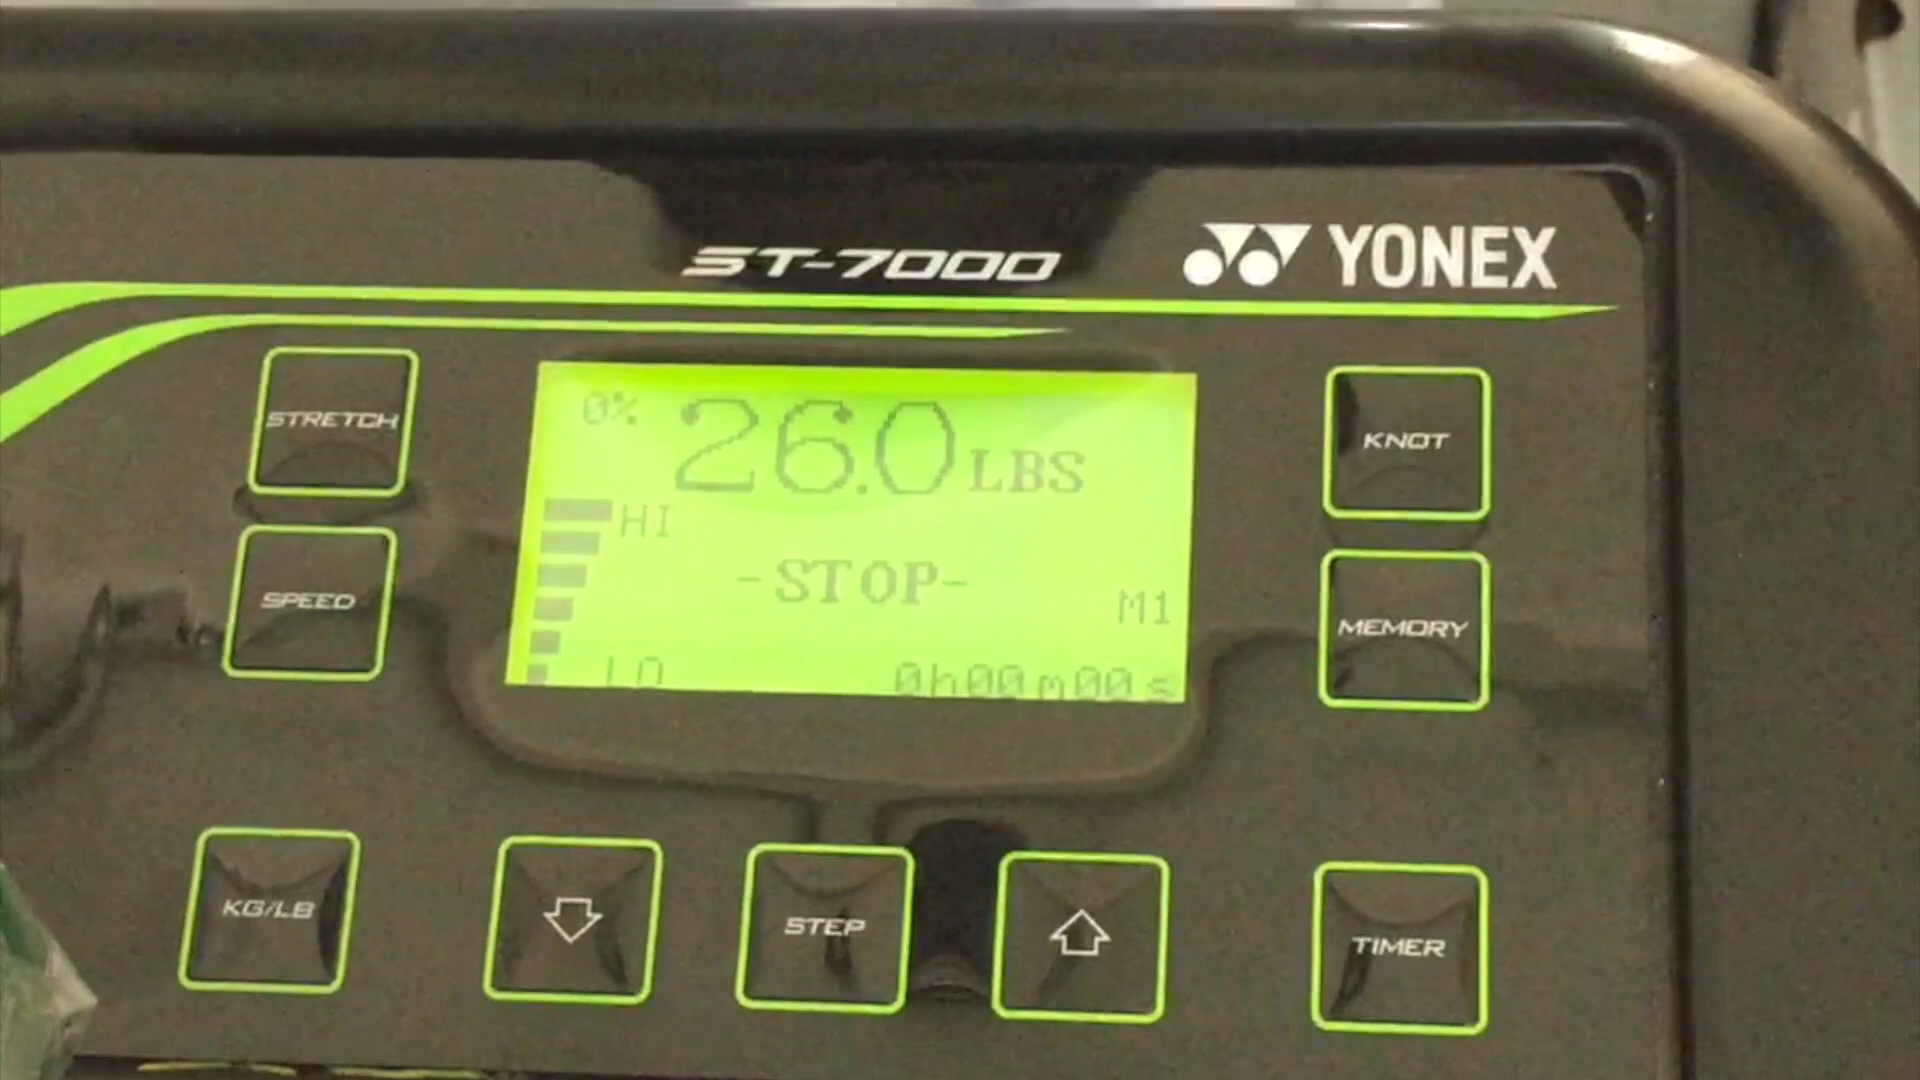 ST-7000
YONEX
STRETCH
0% 26.0 LBS
KNOT
HI
SPEED
-STOP-
M1
MEMORY
LO
0h00m00s
KG/LB
STEP
TIMER